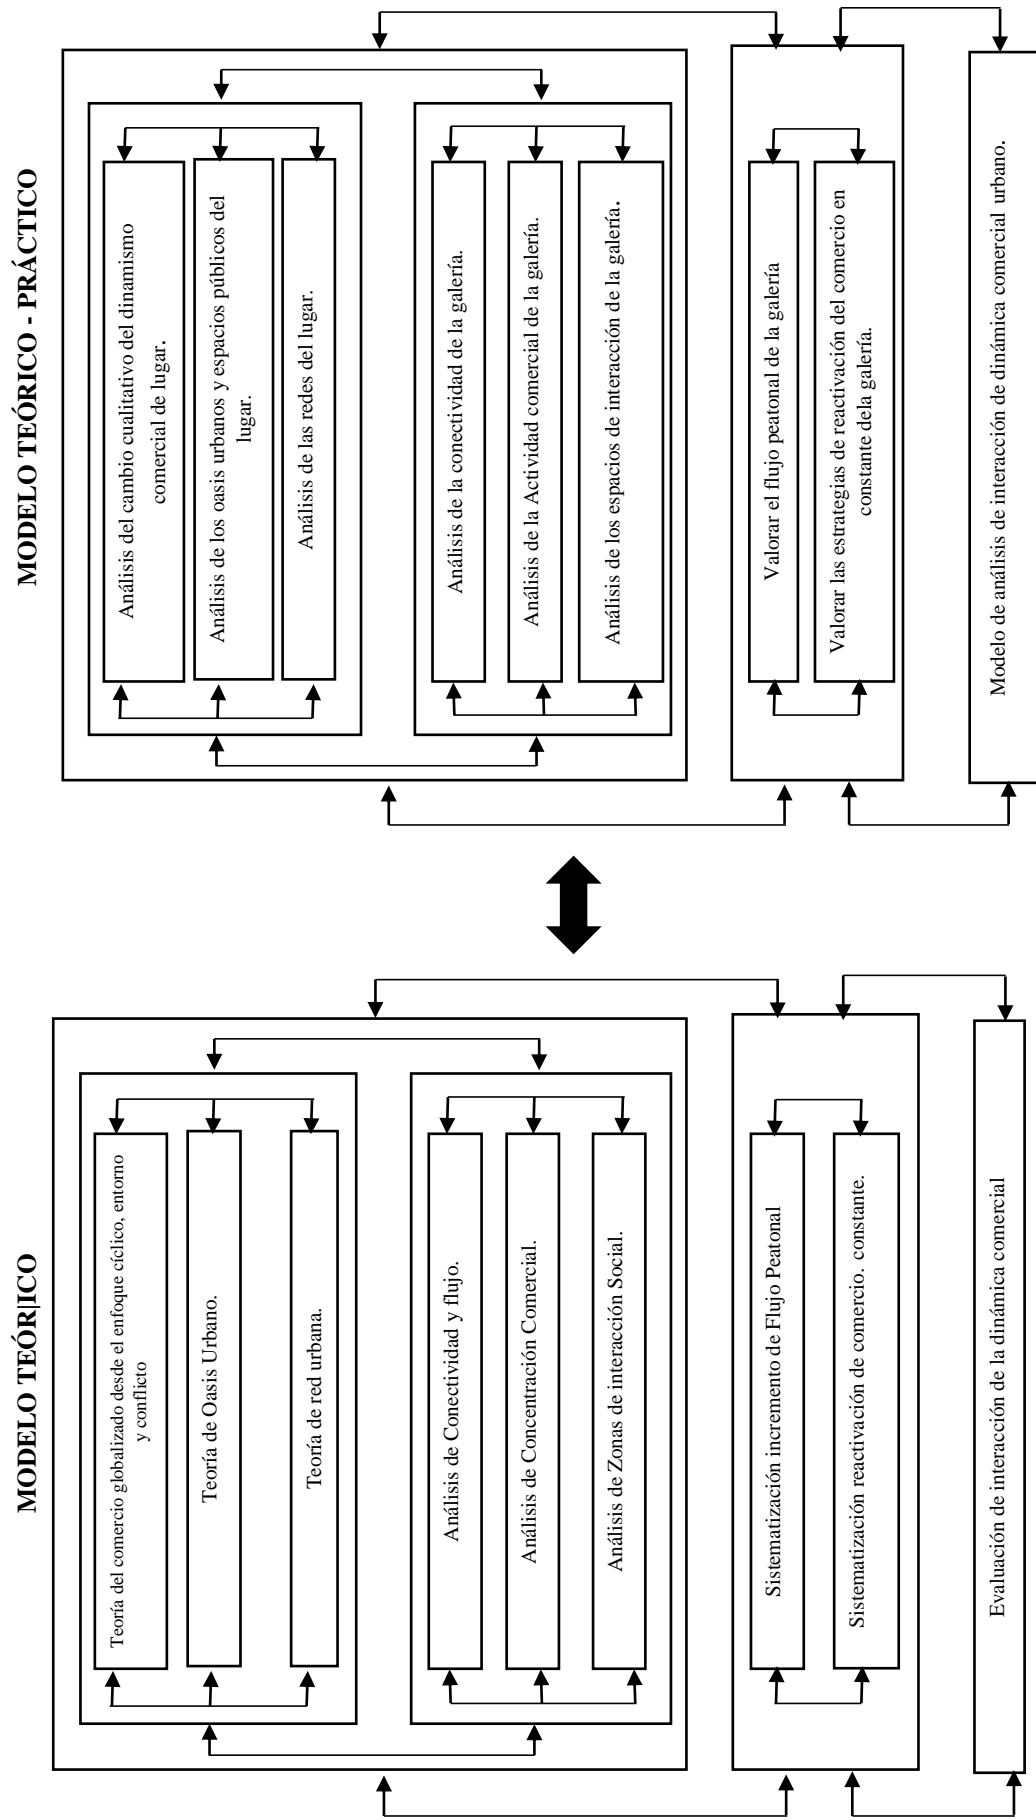 MODELO TEÓR|ICO
Teoría del comercio globalizado desde el enfoque cíclico, entorno
y conflicto
Teoría de Oasis Urbano.
Teoría de red urbana.
Análisis de Conectividad y flujo.
Análisis de Concentración Comercial.
Análisis de Zonas de interacción Social.
Sistematización incremento de Flujo Peatonal
Sistematización reactivación de comercio. constante.
Evaluación de interacción de la dinámica comercial
MODELO TEÓRICO - PRÁCTICO
Análisis del cambio cualitativo del dinamismo
comercial de lugar.
Análisis de los oasis urbanos y espacios públicos del
lugar.
Análisis de las redes del lugar.
Análisis de la conectividad de la galería.
Análisis de la Actividad comercial de la galería.
Análisis de los espacios de interacción de la galería.
Valorar el flujo peatonal de la galería
Valorar las estrategias de reactivación del comercio en
constante dela galería.
Modelo de análisis de interacción de dinámica comercial urbano.